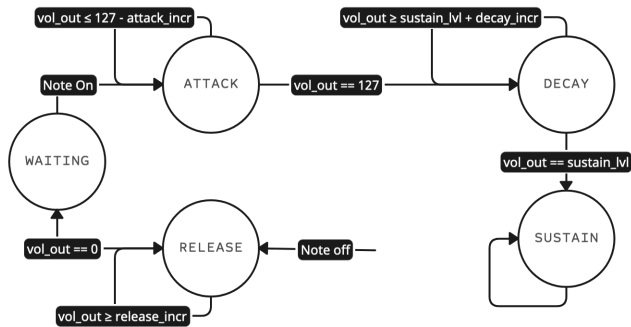 vol_out ≤ 127 - attack_incr
vol_out ≥ sustain_lvl + decay_incr
Note On
ATTACK
vol_out == 127
DECAY
WAITING
vol_out == sustain_lvl
vol_out == 0
RELEASE
Note off
SUSTAIN
vol_out ≥ release_incr